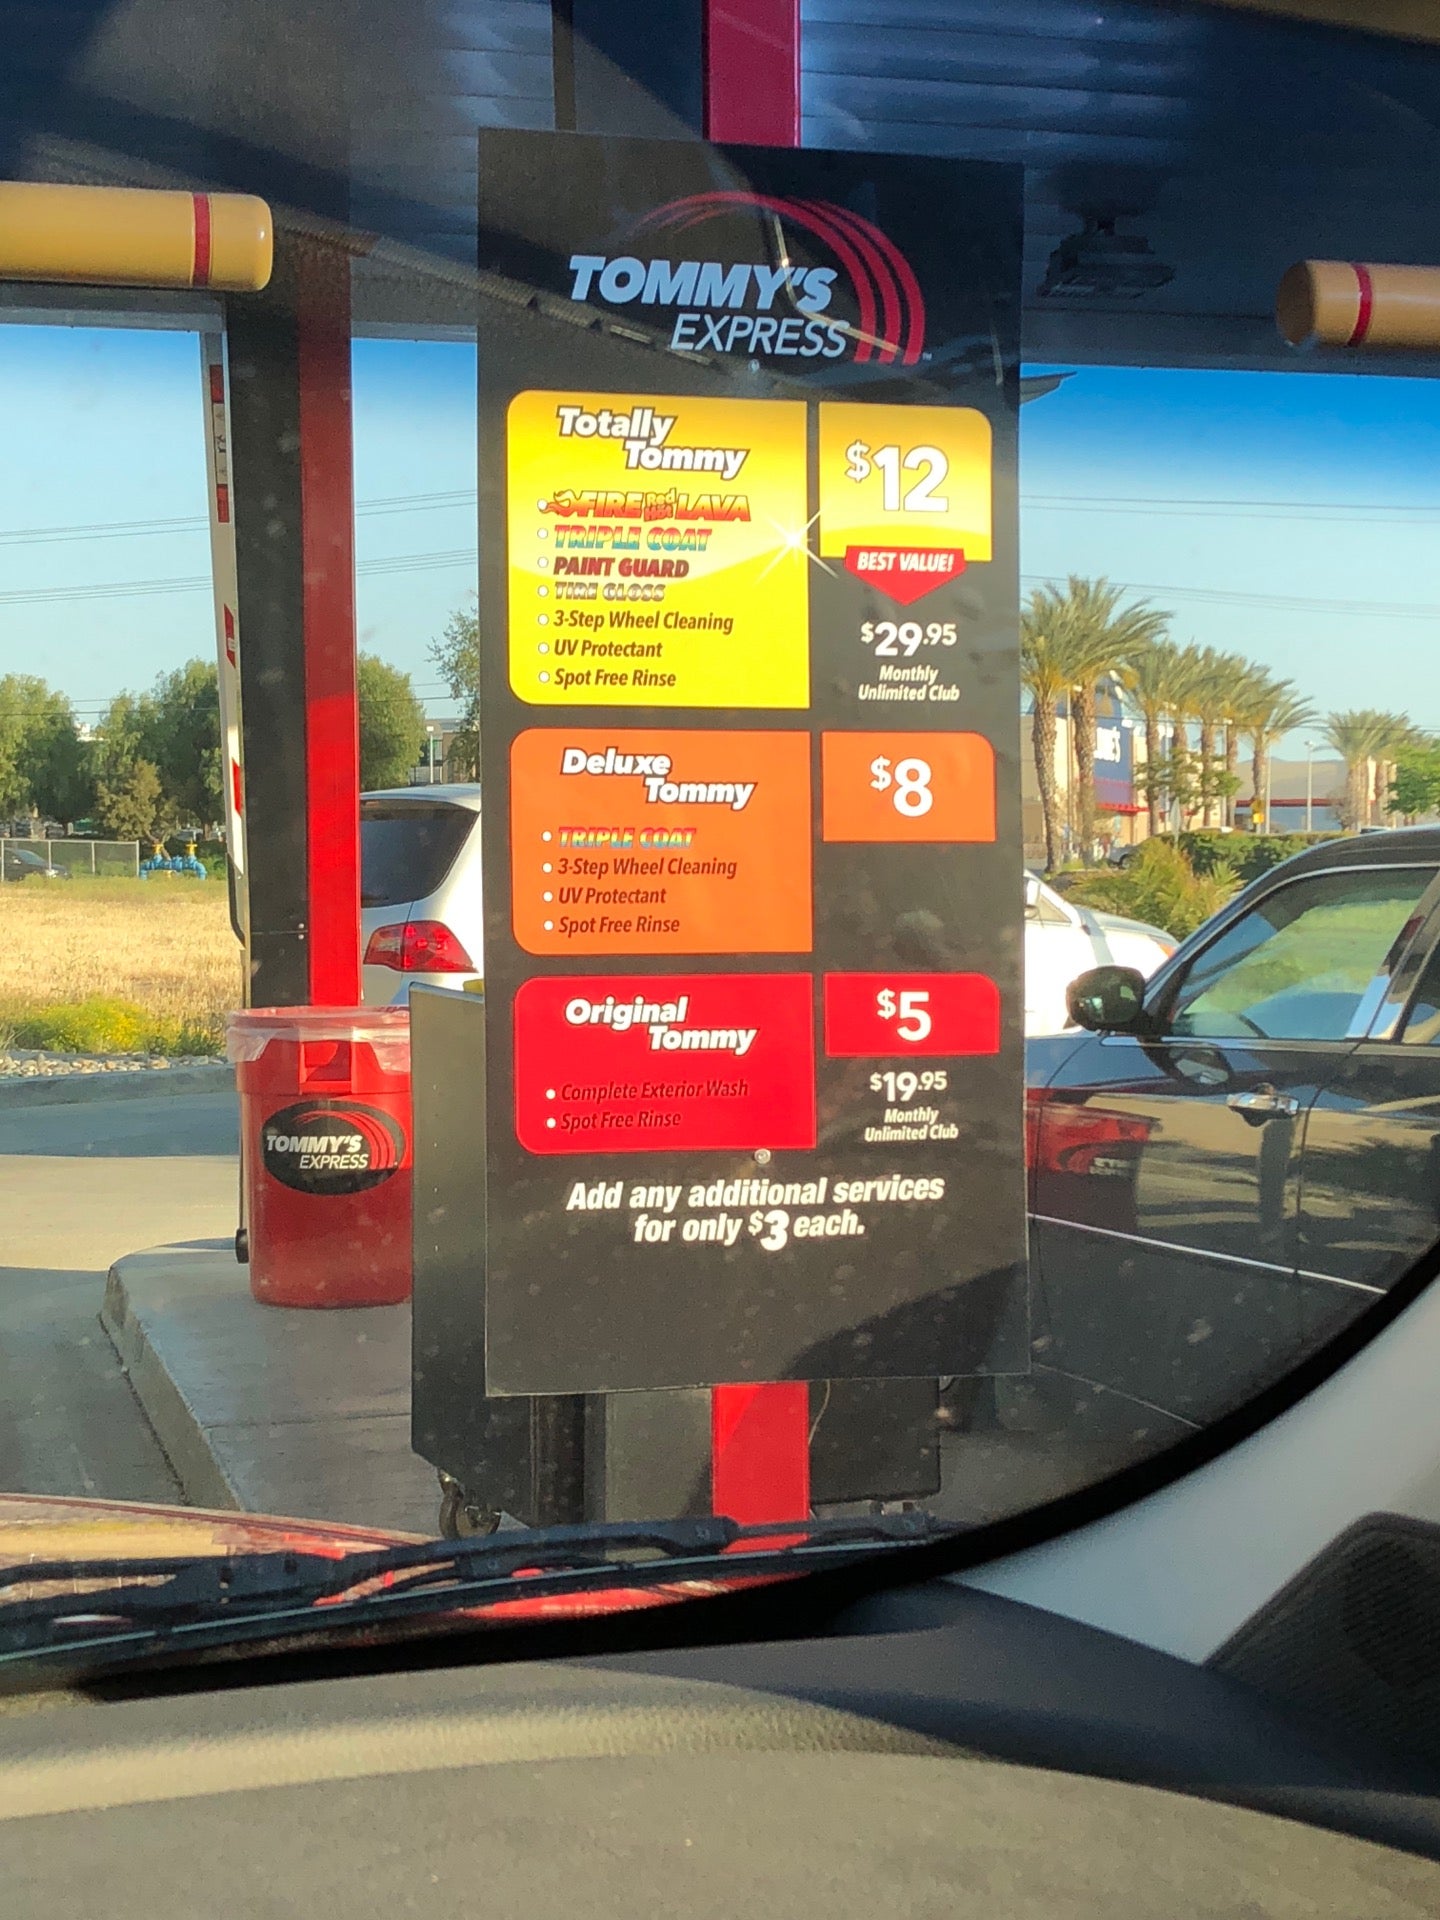 TOMMY'S
EXPRESS
Totally
Tommy
FIRE Red Hot LAVA
TRIPLE COAT
PAINT GUARD
TIRE GLOSS
3-Step Wheel Cleaning
UV Protectant
Spot Free Rinse
$12
BEST VALUE!
$29.95
Monthly
Unlimited Club
Deluxe
Tommy
TRIPLE COAT
3-Step Wheel Cleaning
UV Protectant
Spot Free Rinse
$8
Original
Tommy
Complete Exterior Wash
Spot Free Rinse
$5
$19.95
Monthly
Unlimited Club
Add any additional services
for only $3 each.
TOMMY'S
EXPRESS